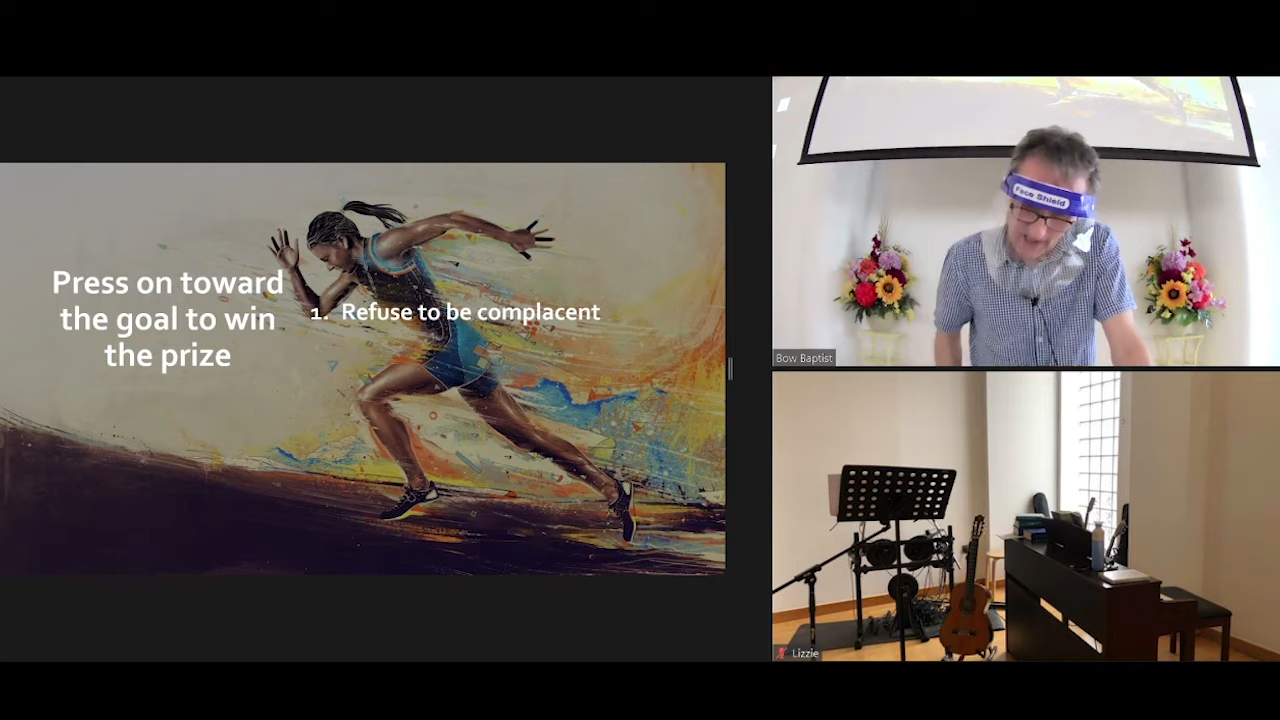 Press on toward
the goal to win
the prize
1. Refuse to be complacent
Face Shield
Bow Baptist
Lizzie